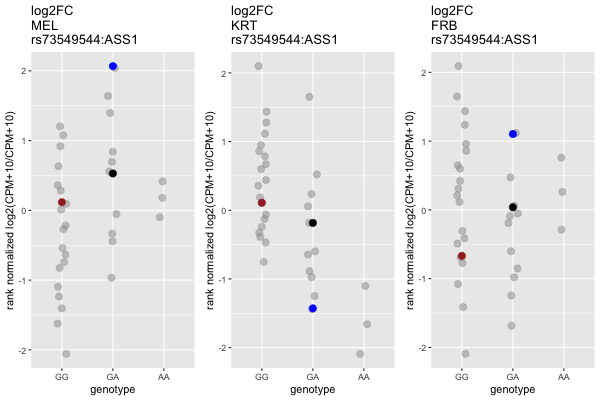 log2FC
MEL
rs73549544:ASS1
rank normalized log2(CPM+10/CPM+10)
2
1
0
-1
-2
GG
GA
AA
genotype
log2FC
KRT
rs73549544:ASS1
rank normalized log2(CPM+10/CPM+10)
2
1
0
-1
-2
GG
GA
AA
genotype
log2FC
FRB
rs73549544:ASS1
rank normalized log2(CPM+10/CPM+10)
2
1
0
-1
-2
GG
GA
AA
genotype